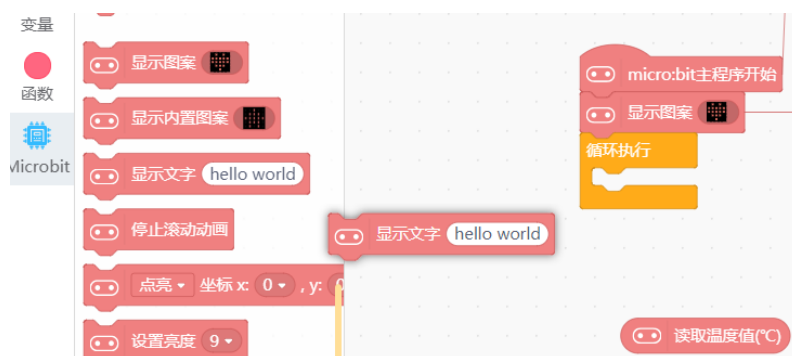 变量
函数
Microbit
显示图案
显示内置图案
显示文字 hello world
停止滚动动画
点亮 坐标 x: 0 , y: 0
设置亮度 9
显示文字 hello world
micro:bit主程序开始
显示图案
循环执行
读取温度值(℃)